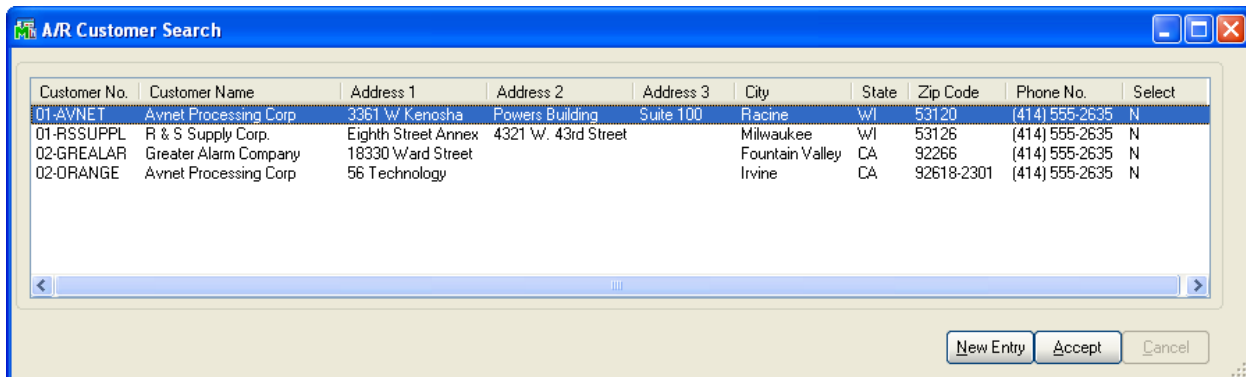 A/R Customer Search
Customer No. Customer Name Address 1 Address 2 Address 3 City State Zip Code Phone No. Select
01-AVNET Avnet Processing Corp 3361 W Kenosha Powers Building Suite 100 Racine WI 53120 (414) 555-2635 N
01-RSSUPPL R & S Supply Corp. Eighth Street Annex 4321 W. 43rd Street Milwaukee WI 53126 (414) 555-2635 N
02-GREALAR Greater Alarm Company 18330 Ward Street Fountain Valley CA 92266 (414) 555-2635 N
02-ORANGE Avnet Processing Corp 56 Technology Irvine CA 92618-2301 (414) 555-2635 N
New Entry Accept Cancel